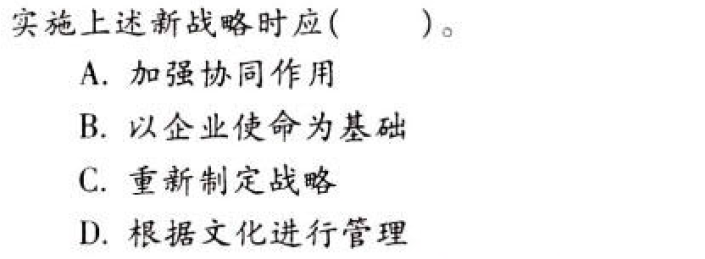 实施上述新战略时应(　　)。
A. 加强协同作用
B. 以企业使命为基础
C. 重新制定战略
D. 根据文化进行管理